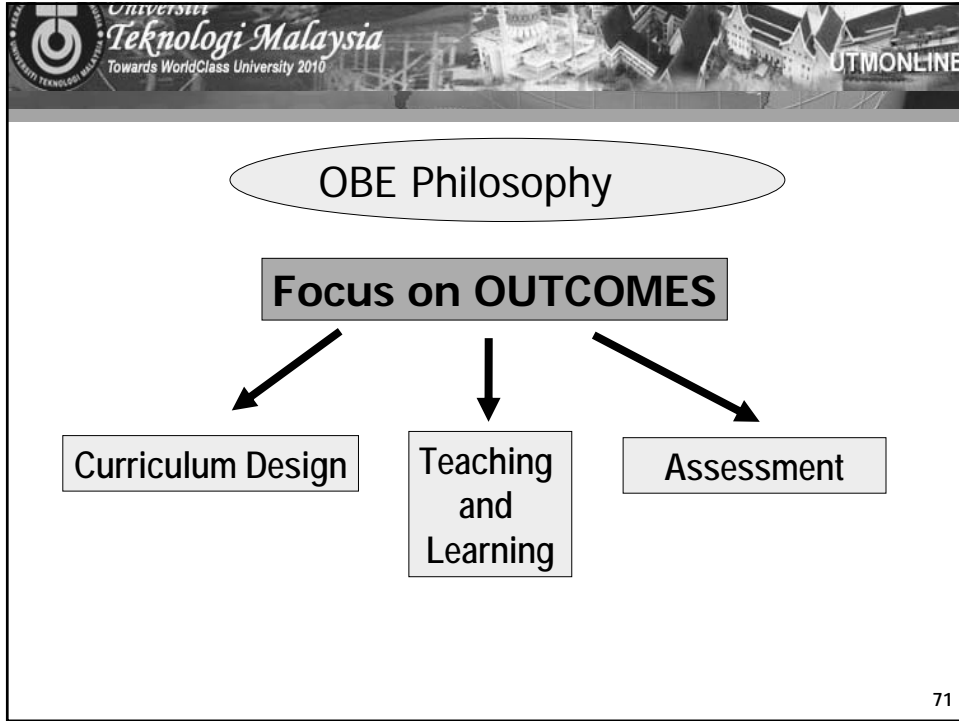 Universiti
Teknologi Malaysia
Towards WorldClass University 2010
UTMONLINE
OBE Philosophy
Focus on OUTCOMES
Curriculum Design
Teaching
and
Learning
Assessment
71